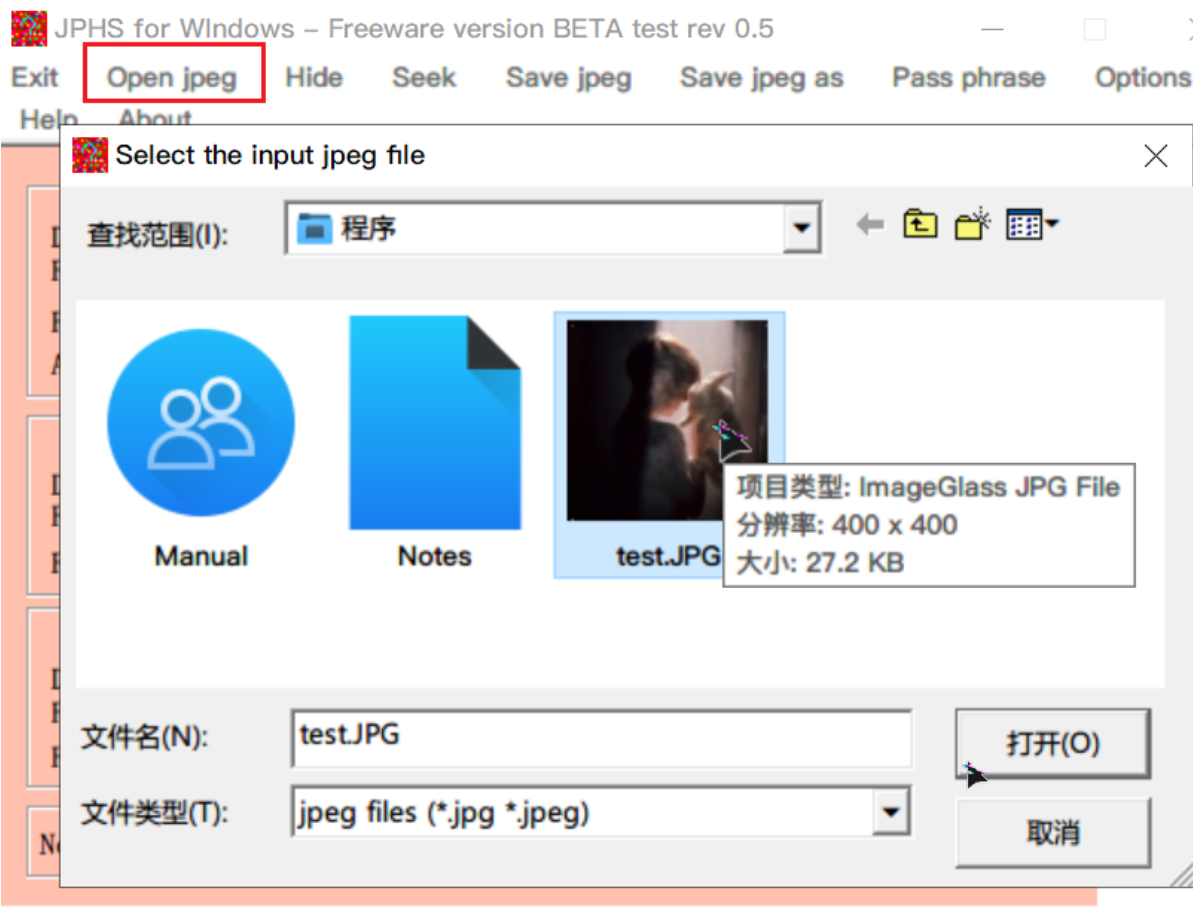 JPHS for WIndows – Freeware version BETA test rev 0.5
Exit Open jpeg Hide Seek Save jpeg Save jpeg as Pass phrase Options
Help About
Select the input jpeg file
查找范围(I):
程序
Manual
Notes
test.JPG
项目类型: ImageGlass JPG File
分辨率: 400 x 400
大小: 27.2 KB
文件名(N):
test.JPG
打开(O)
文件类型(T):
jpeg files (*.jpg *.jpeg)
取消